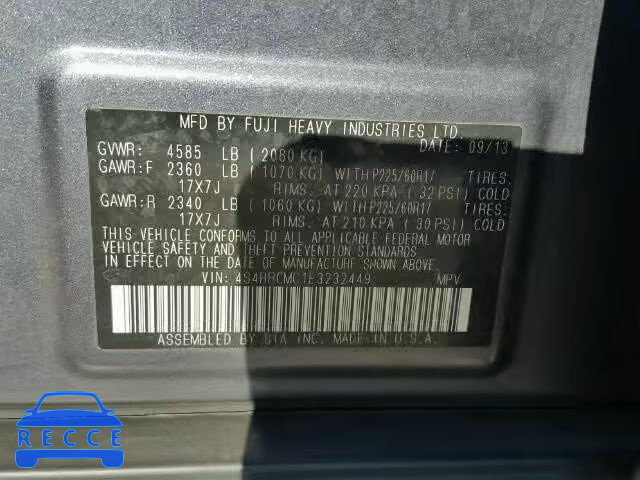 MFD BY FUJI HEAVY INDUSTRIES LTD.
DATE: 09/13
GVWR: 4585 LB (2080 KG)
GAWR:F 2360 LB (1070 KG) WITH P225/60R17 TIRES.
17X7J RIMS. AT 220 KPA (32 PSI) COLD
GAWR:R 2340 LB (1060 KG) WITH P225/60R17 TIRES.
17X7J RIMS. AT 210 KPA (30 PSI) COLD
THIS VEHICLE CONFORMS TO ALL APPLICABLE FEDERAL MOTOR
VEHICLE SAFETY AND THEFT PREVENTION STANDARDS
IN EFFECT ON THE DATE OF MANUFACTURE SHOWN ABOVE.
VIN: 4S4BRCMC1E3232449 MPV
ASSEMBLED BY SIA INC. MADE IN U.S.A.
RECCE